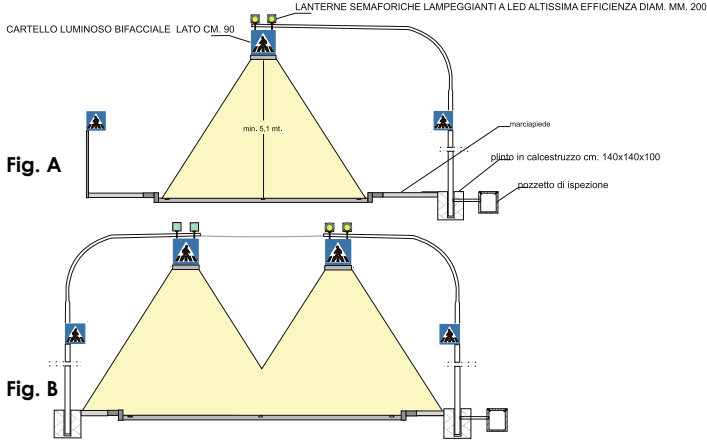 LANTERNE SEMAFORICHE LAMPEGGIANTI A LED ALTISSIMA EFFICIENZA DIAM. MM. 200
CARTELLO LUMINOSO BIFACCIALE LATO CM. 90
min. 5,1 mt.
marciapiede
Fig. A
plinto in calcestruzzo cm. 140x140x100
pozzetto di ispezione
Fig. B